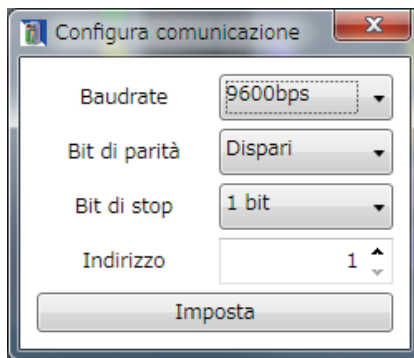 Configura comunicazione
Baudrate 9600bps
Bit di parità Dispari
Bit di stop 1 bit
Indirizzo 1
Imposta